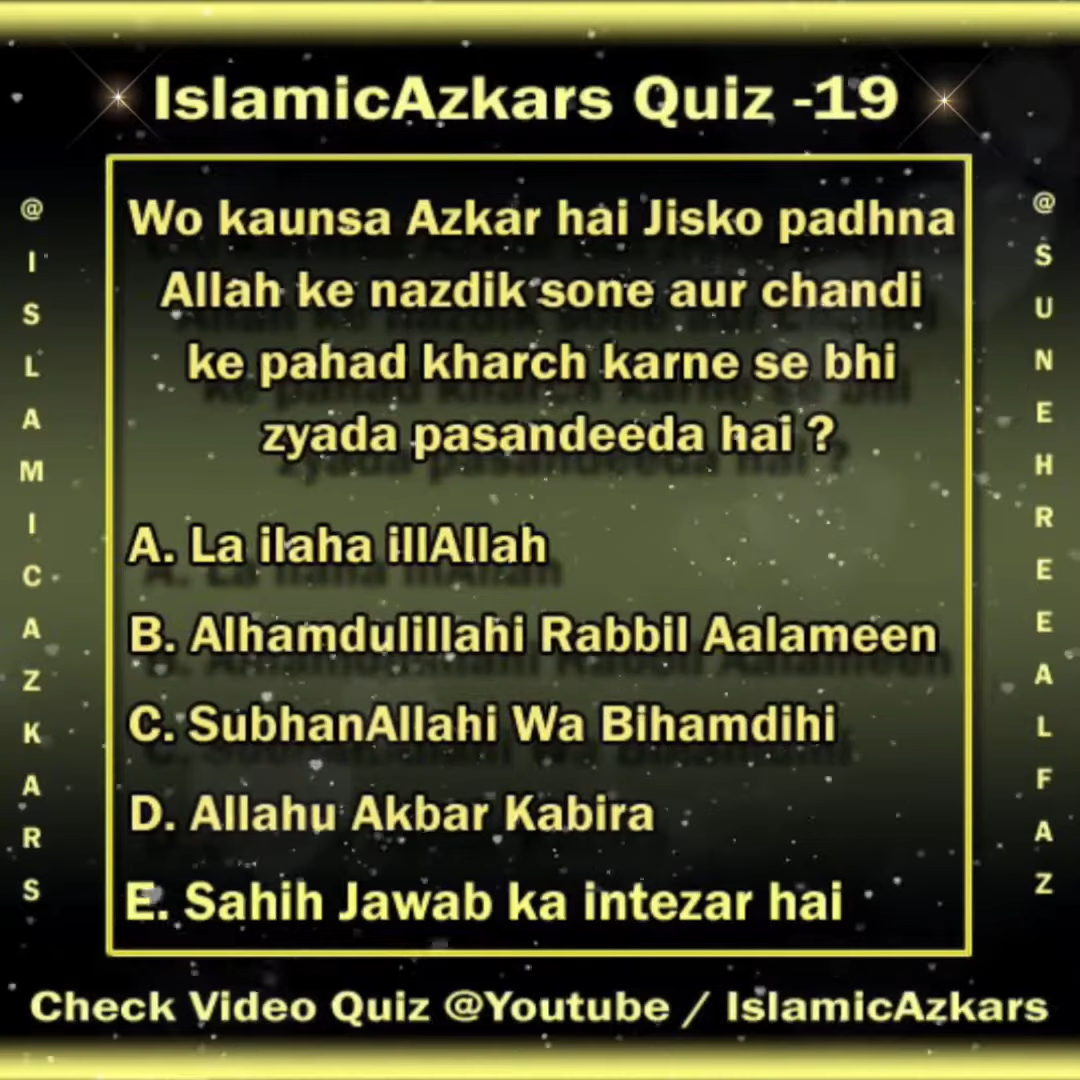 IslamicAzkars Quiz -19
Wo kaunsa Azkar hai Jisko padhna
Allah ke nazdik sone aur chandi
ke pahad kharch karne se bhi
zyada pasandeeda hai ?
A. La ilaha illAllah
B. Alhamdulillahi Rabbil Aalameen
C. SubhanAllahi Wa Bihamdihi
D. Allahu Akbar Kabira
E. Sahih Jawab ka intezar hai
@ISLAMICAZKARS
@SUNEHREEALFAZ
Check Video Quiz @Youtube / IslamicAzkars